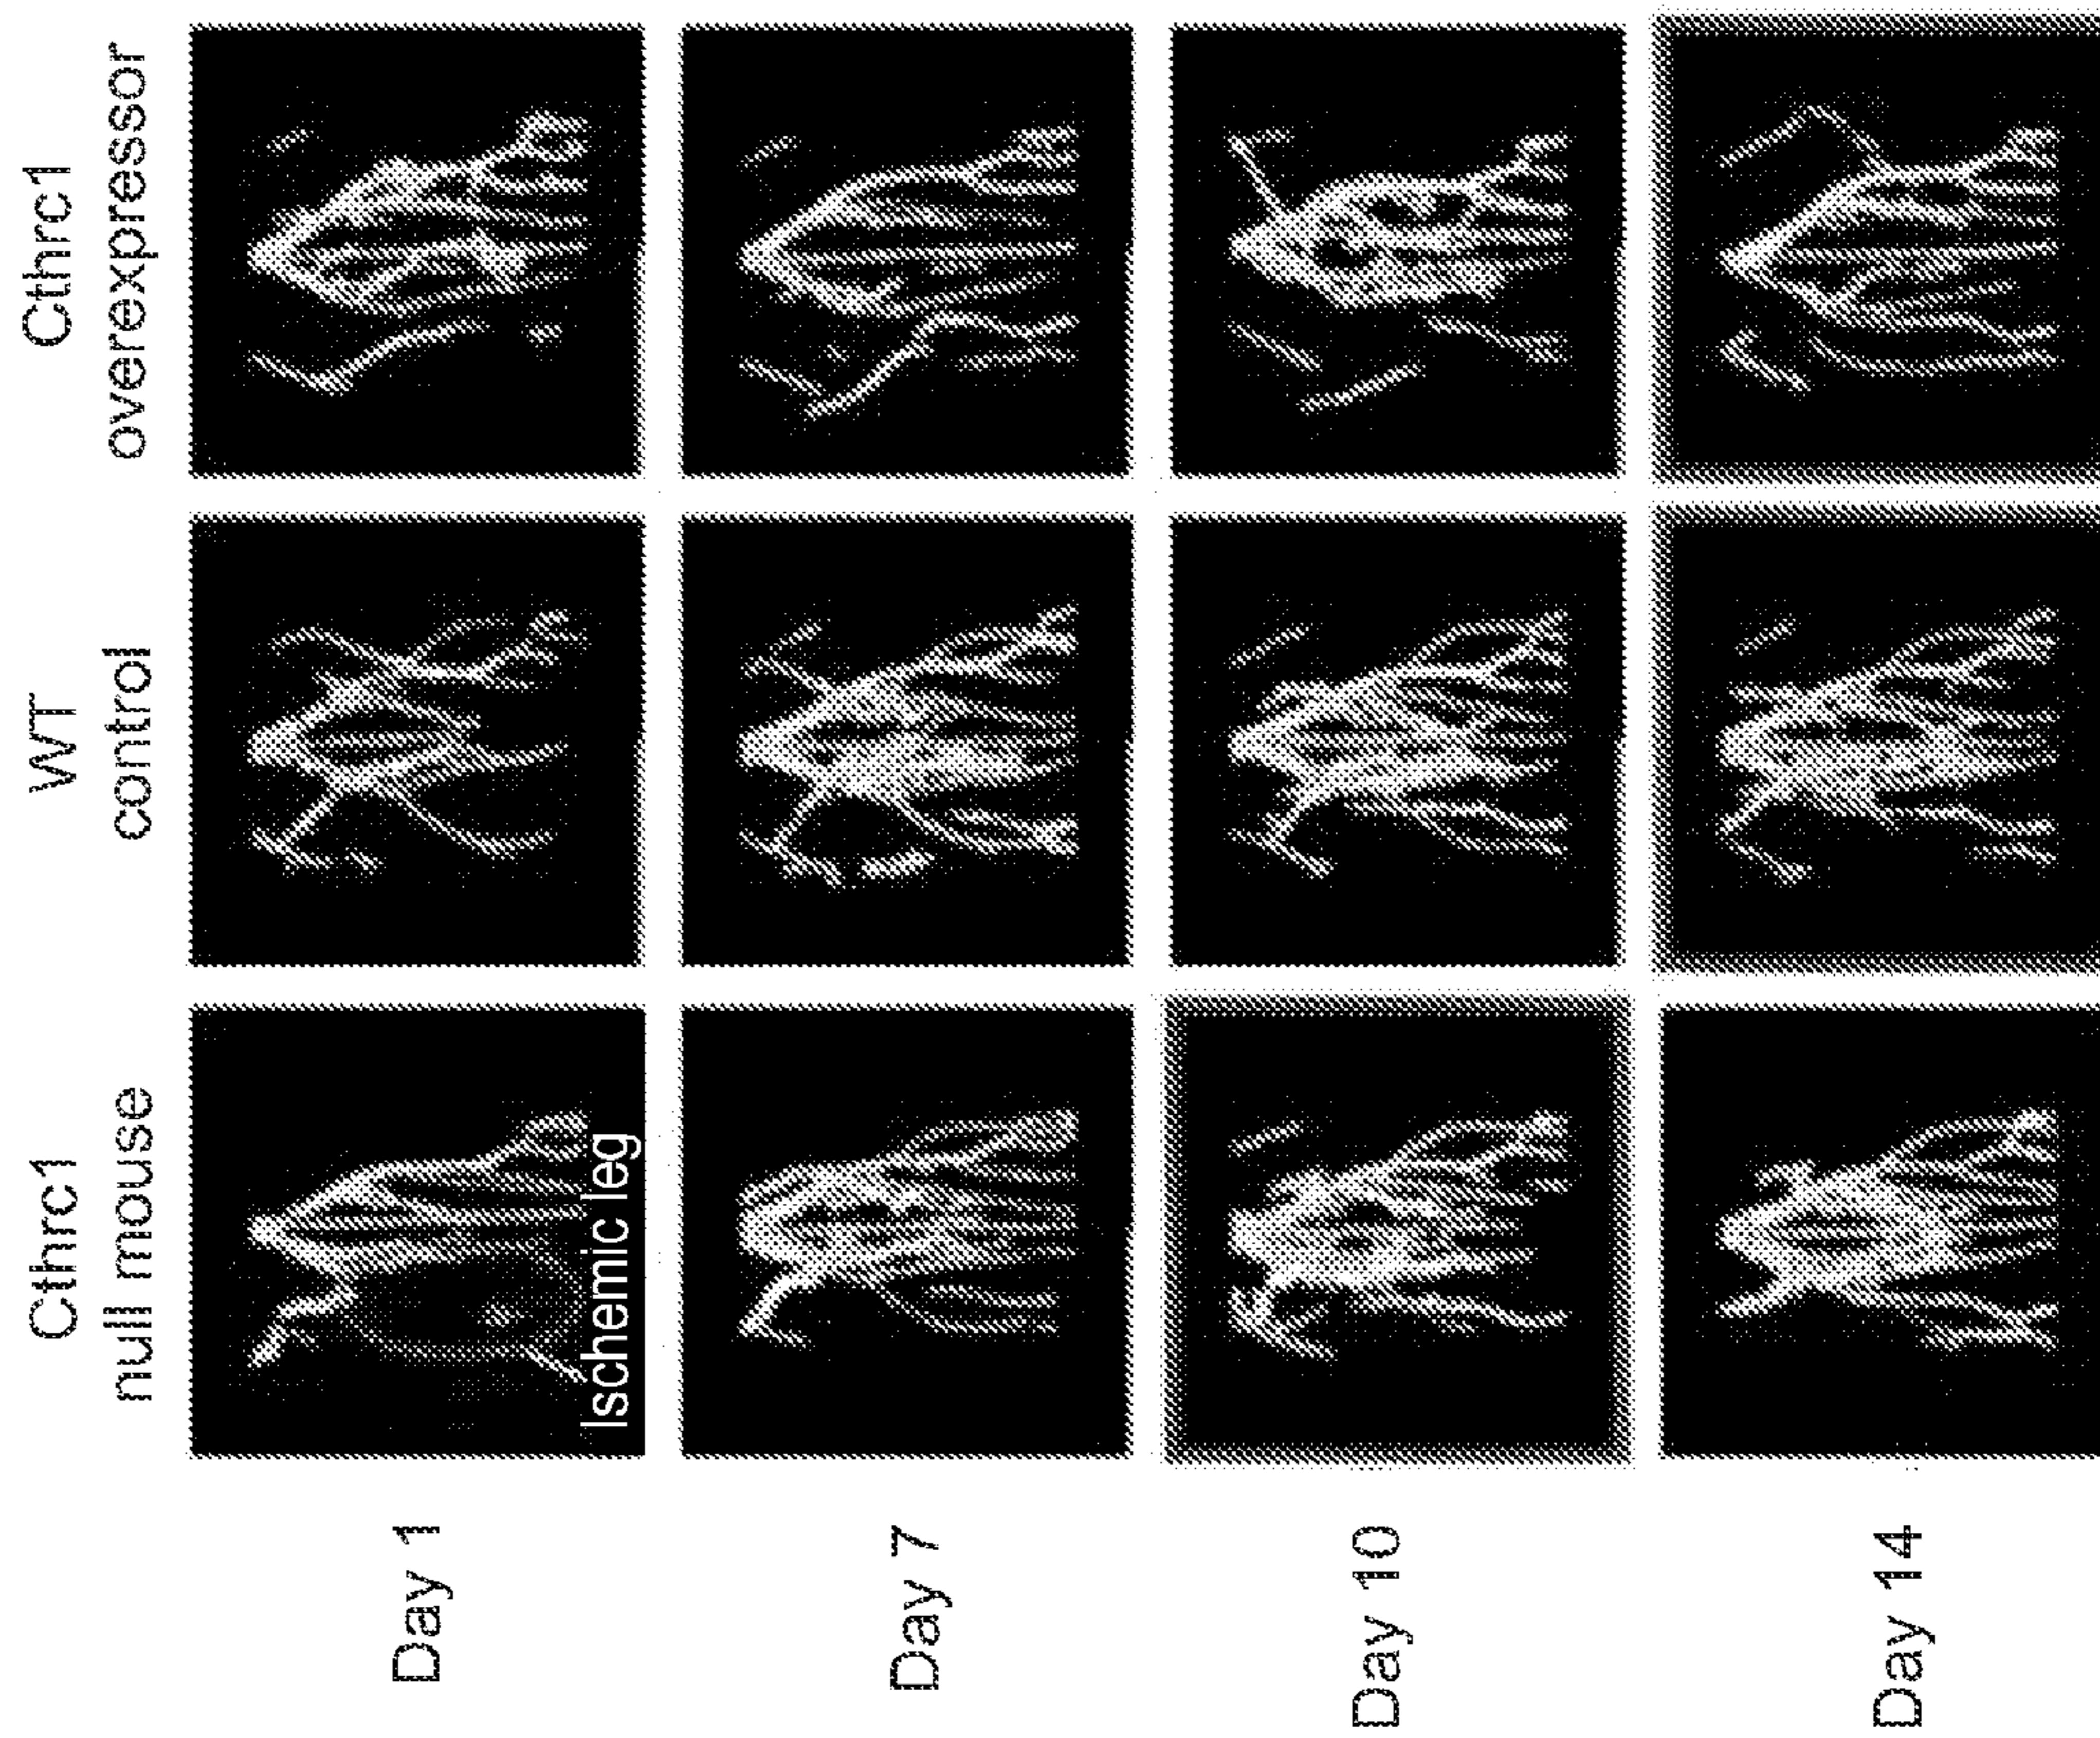 Cthrc1
null mouse
WT
control
Cthrc1
overexpressor
Day 1
Ischemic leg
Day 7
Day 10
Day 14